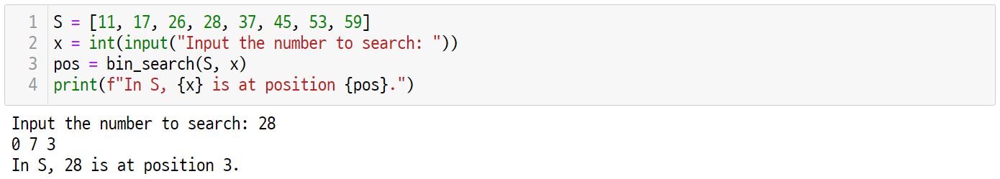 1 S = [11, 17, 26, 28, 37, 45, 53, 59]
2 x = int(input("Input the number to search: "))
3 pos = bin_search(S, x)
4 print(f"In S, {x} is at position {pos}.")
Input the number to search: 28
0 7 3
In S, 28 is at position 3.